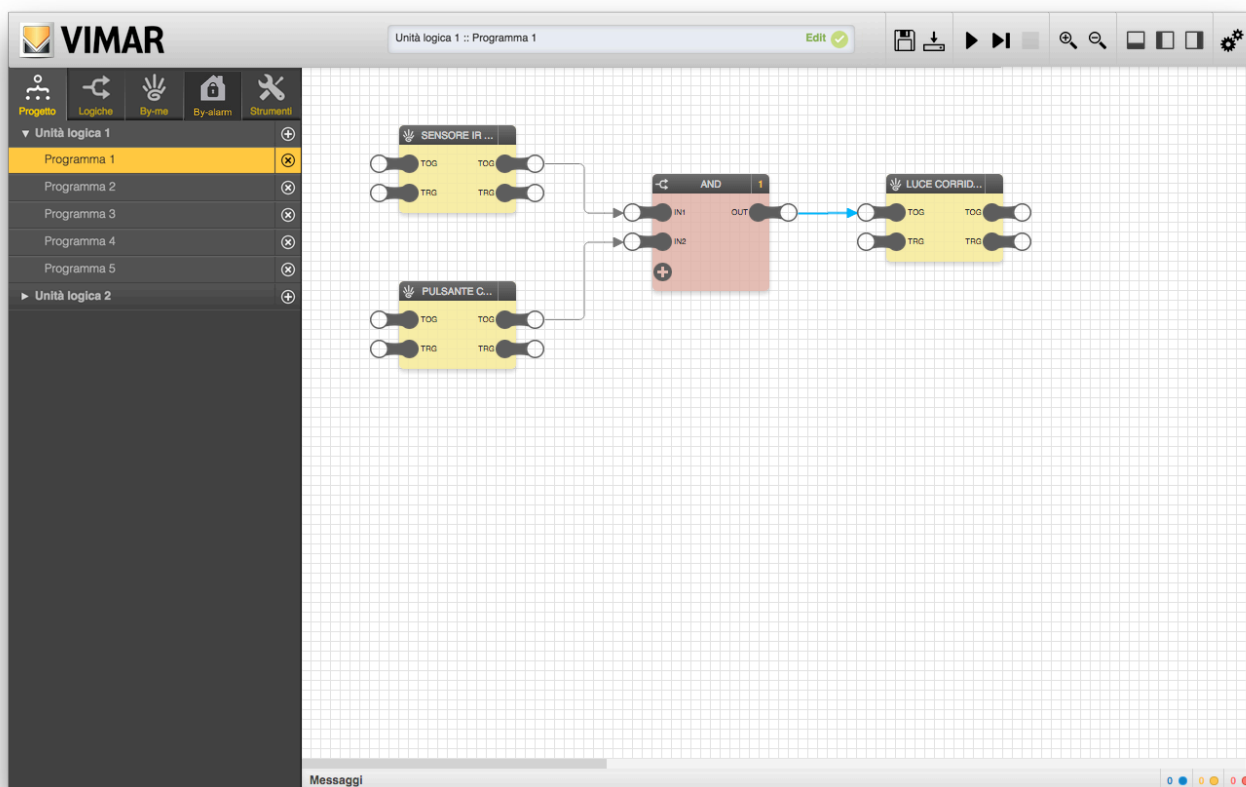 VIMAR
Unità logica 1 :: Programma 1
Edit
Progetto
Logiche
By-me
By-alarm
Strumenti
Unità logica 1
Programma 1
Programma 2
Programma 3
Programma 4
Programma 5
Unità logica 2
SENSORE IR ...
TOG TOG
TRG TRG
AND 1
IN1 OUT
IN2
LUCE CORRID...
TOG TOG
TRG TRG
PULSANTE C...
TOG TOG
TRG TRG
Messaggi
0 0 0